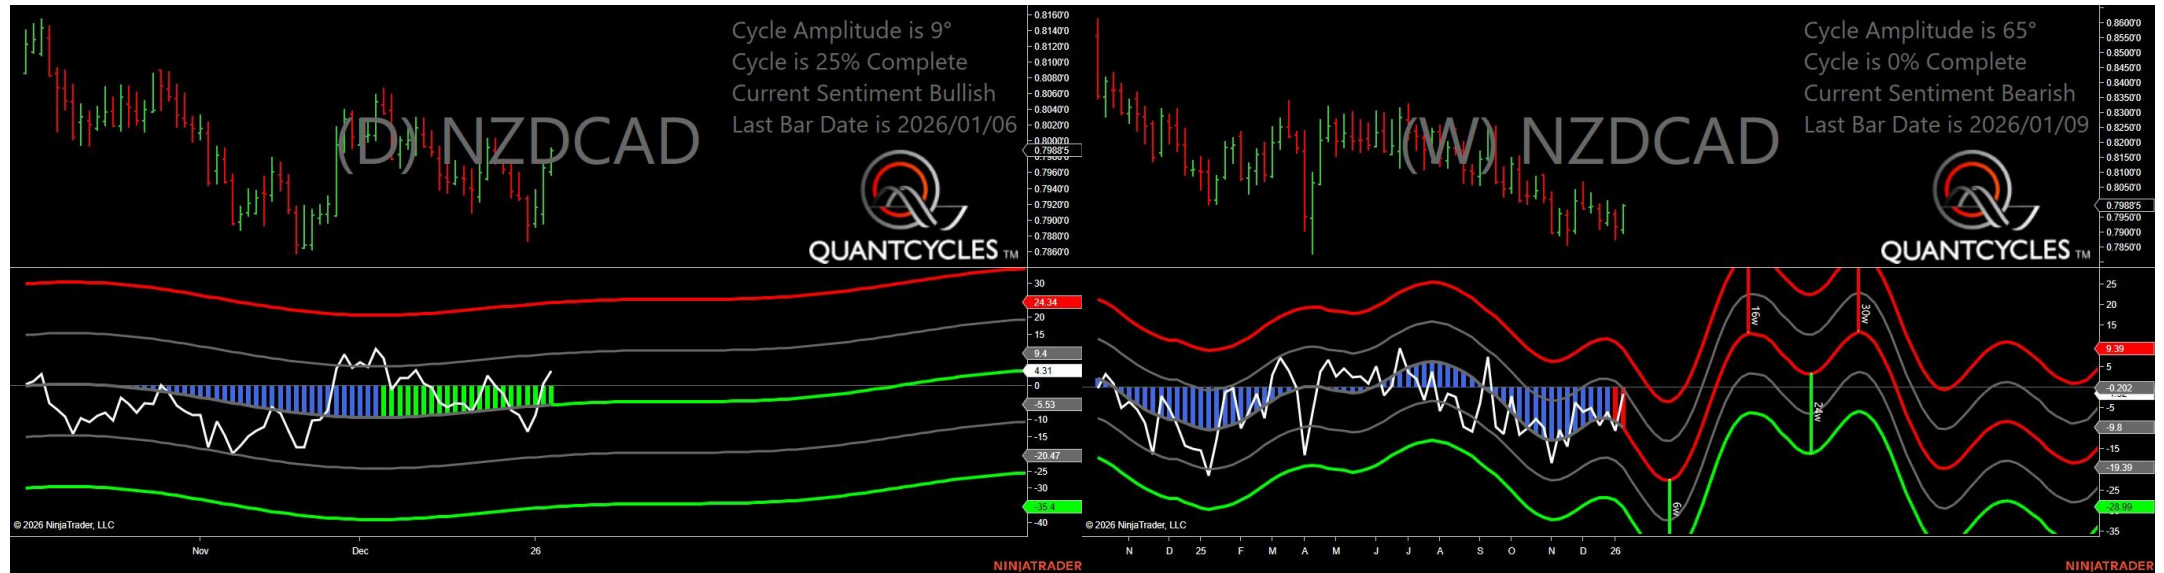 Cycle Amplitude is 9°
Cycle is 25% Complete
Current Sentiment Bullish
Last Bar Date is 2026/01/06
(D) NZDCAD
QUANTCYCLES TM
0.8160'0
0.8140'0
0.8120'0
0.8100'0
0.8080'0
0.8060'0
0.8040'0
0.8020'0
0.8000'0
0.7988'5
0.7960'0
0.7940'0
0.7920'0
0.7900'0
0.7880'0
0.7860'0
30
24.34
20
15
9.4
4.31
0
-5.53
-10
-15
-20.47
-25
-30
-35.4
-40
© 2026 NinjaTrader, LLC
Nov
Dec
26
NINJATRADER
Cycle Amplitude is 65°
Cycle is 0% Complete
Current Sentiment Bearish
Last Bar Date is 2026/01/09
(W) NZDCAD
QUANTCYCLES TM
0.8600'0
0.8550'0
0.8500'0
0.8450'0
0.8400'0
0.8350'0
0.8300'0
0.8250'0
0.8200'0
0.8150'0
0.8100'0
0.8050'0
0.7988'5
0.7950'0
0.7900'0
0.7850'0
16w
30w
24w
6w
25
20
15
9.39
5
-0.202
-5
-9.8
-15
-19.39
-25
-28.99
-35
© 2026 NinjaTrader, LLC
N
D
25
F
M
A
M
J
J
A
S
O
N
D
26
NINJATRADER